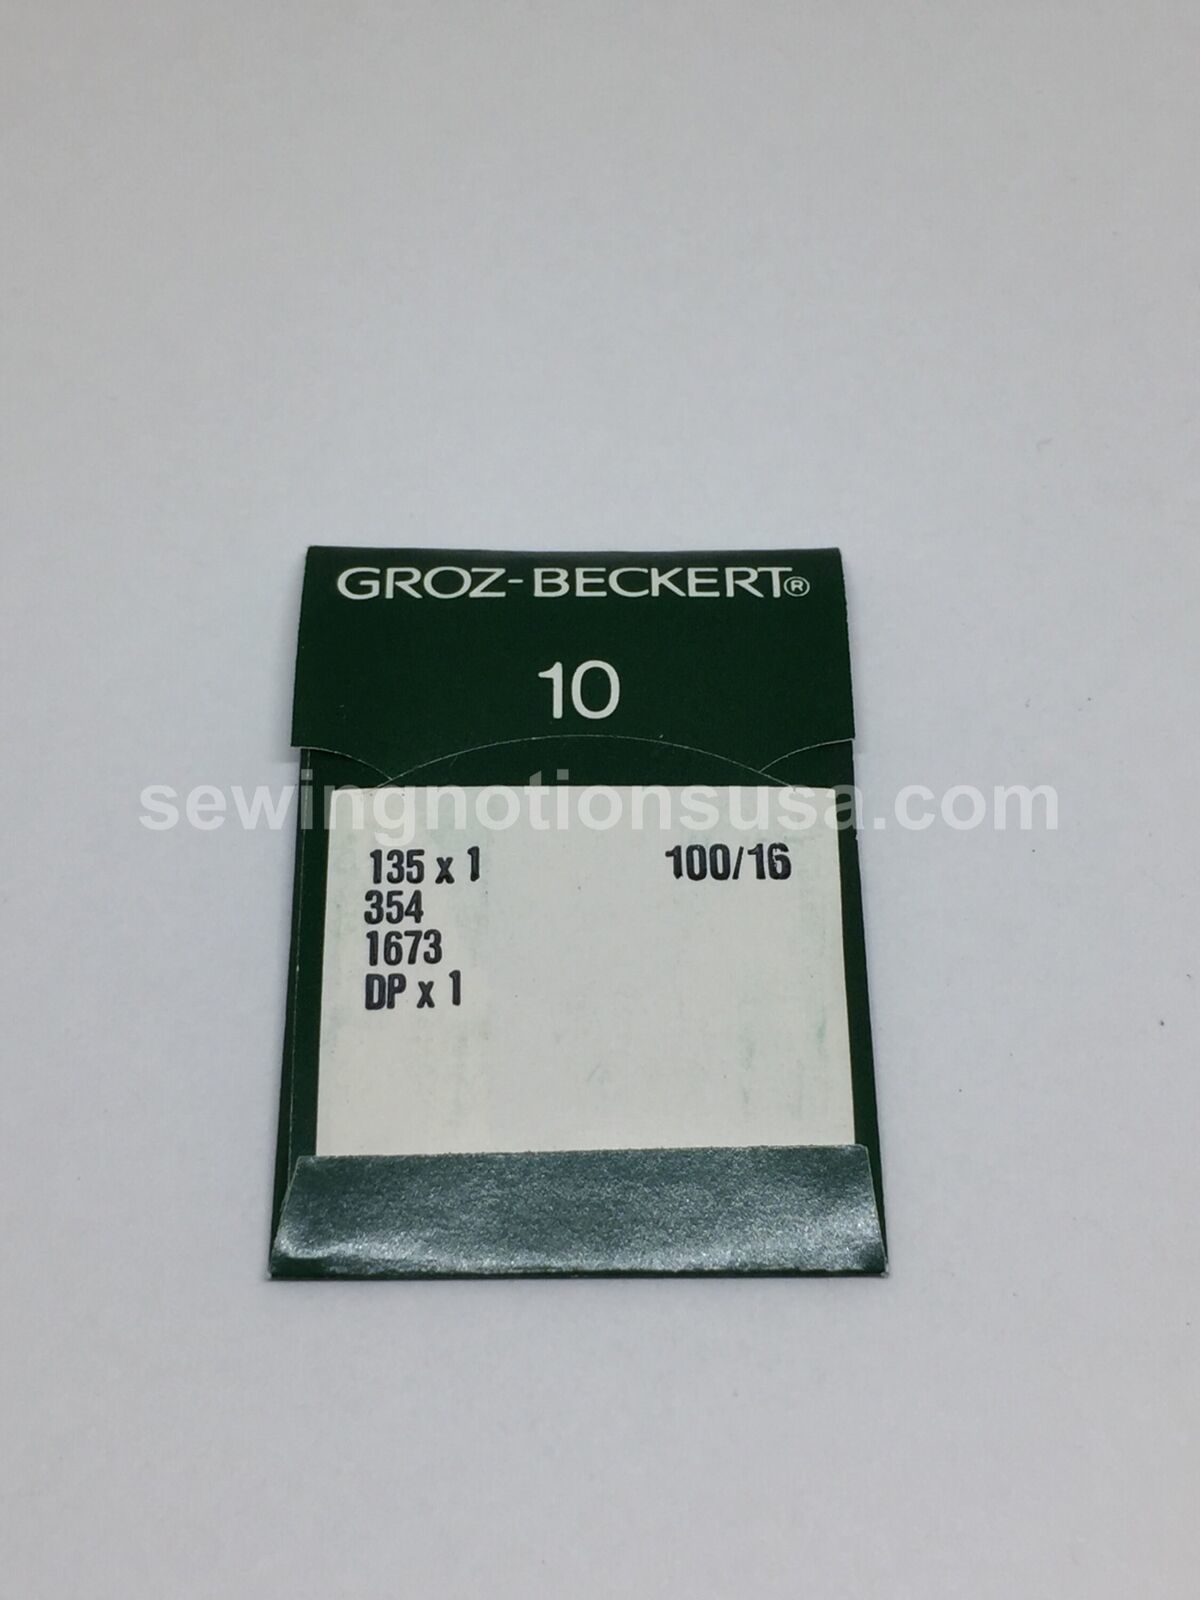 GROZ-BECKERT®
10
sewingnotionsusa.com
135 x 1 100/16
354
1673
DP x 1